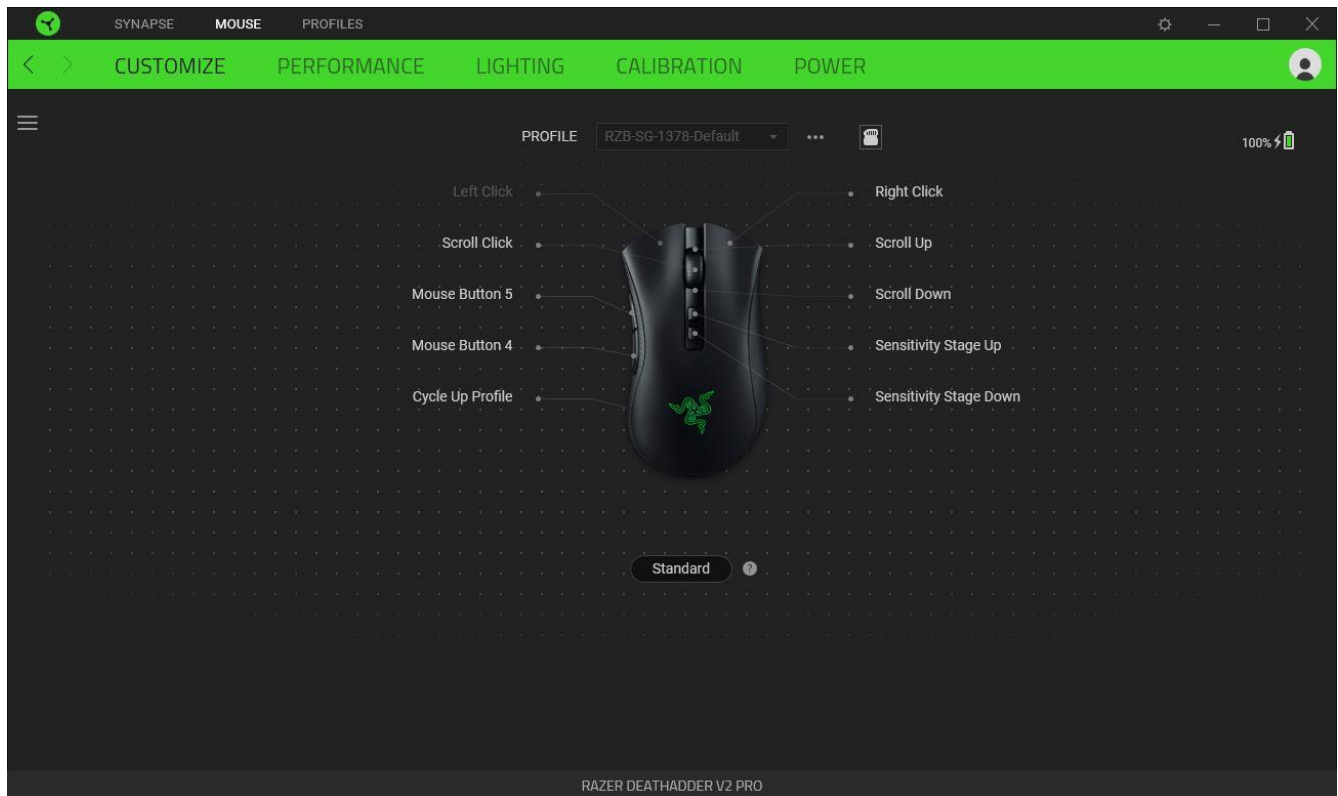 SYNAPSE MOUSE PROFILES
CUSTOMIZE PERFORMANCE LIGHTING CALIBRATION POWER
PROFILE RZB-SG-1378-Default
100%
Left Click Right Click
Scroll Click Scroll Up
Mouse Button 5 Scroll Down
Mouse Button 4 Sensitivity Stage Up
Cycle Up Profile Sensitivity Stage Down
Standard ?
RAZER DEATHADDER V2 PRO